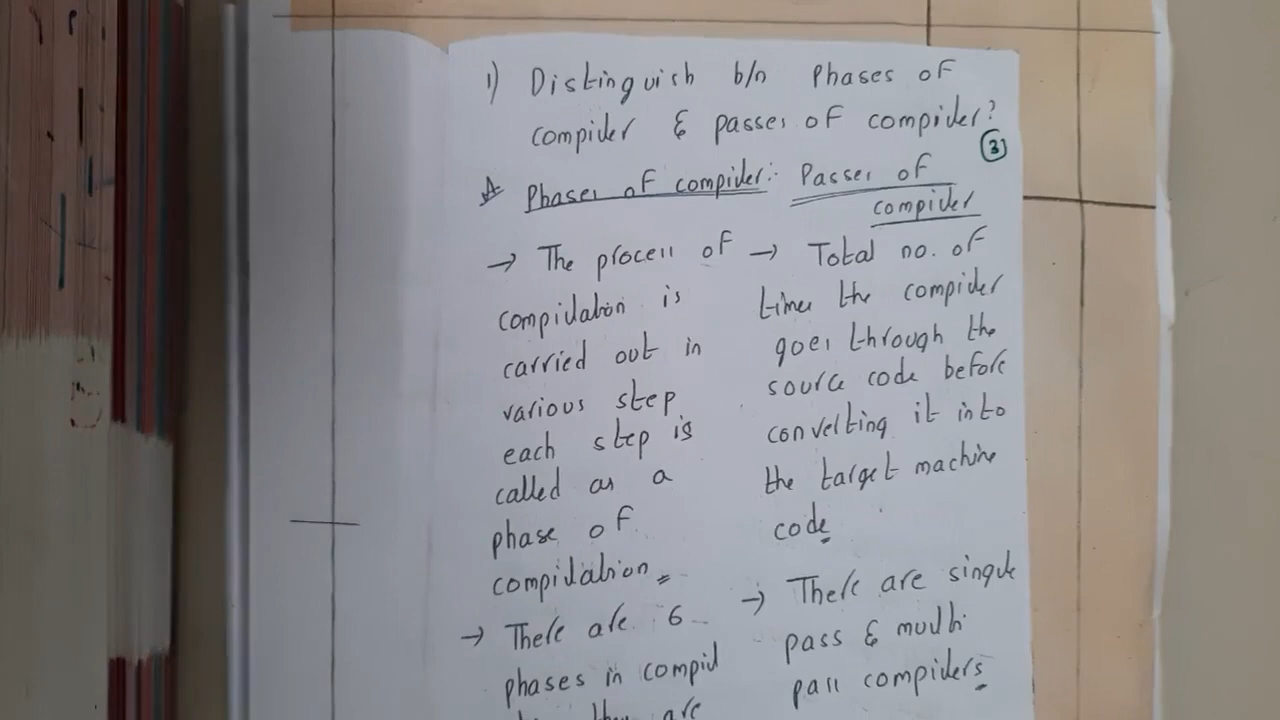 1) Distinguish b/n Phases of
compiler & passes of compiler?
3
A Phases of compiler:- Passes of
compiler
→ The process of
compilation is
carried out in
various step
each step is
called as a
phase of
compilation
→ There are 6
phases in compil
they are
→ Total no. of
times the compiler
goes through the
source code before
converting it into
the target machine
code
→ There are single
pass & multi
pass compilers